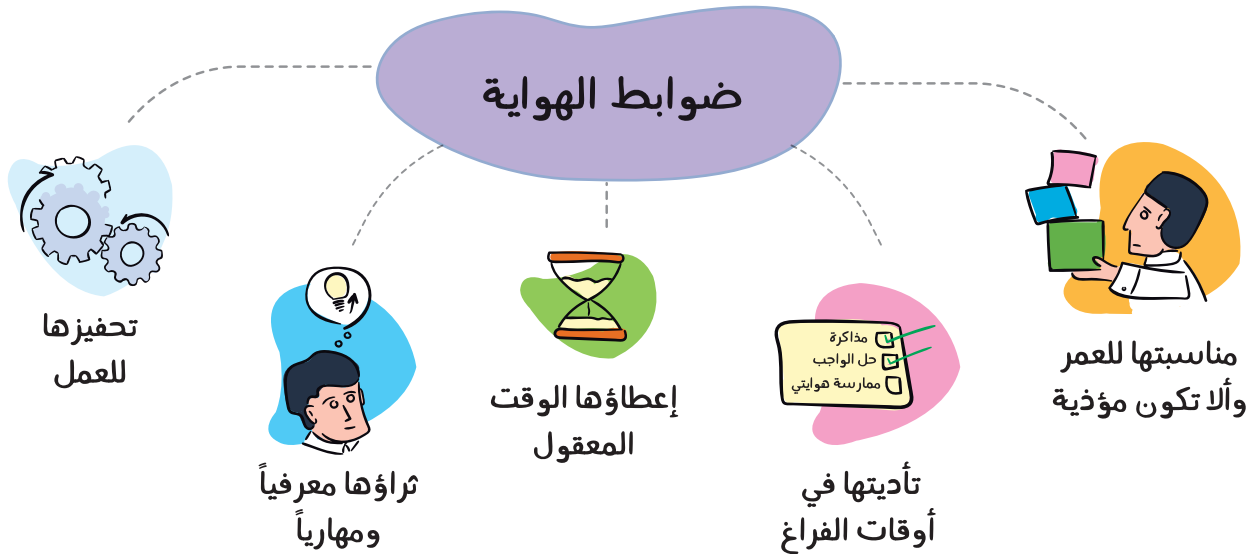 ضوابط الهواية
مناسبتها للعمر
وألا تكون مؤذية
مذاكرة
حل الواجب
ممارسة هوايتي
تأديتها في
أوقات الفراغ
إعطاؤها الوقت
المعقول
ثراؤها معرفياً
ومهارياً
تحفيزها
للعمل